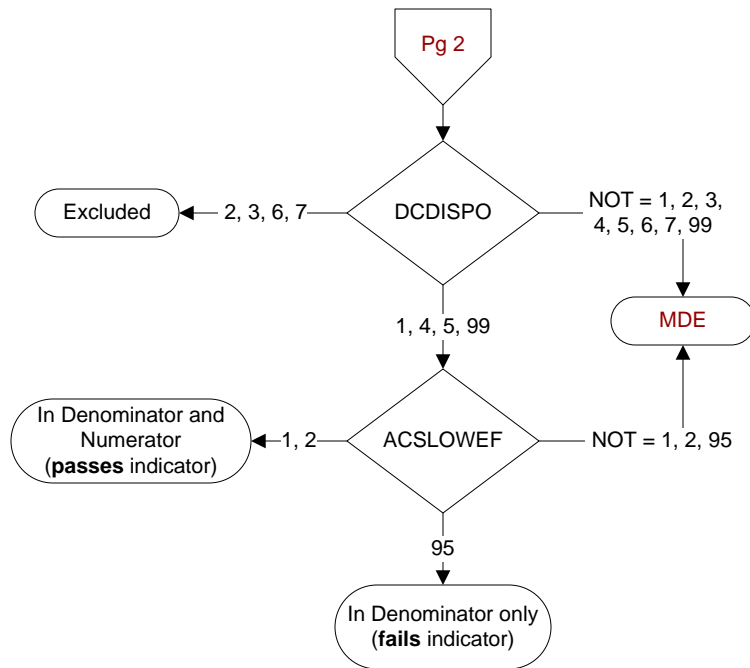 Pg 2
DCDISPO
Excluded
2, 3, 6, 7
NOT = 1, 2, 3,
4, 5, 6, 7, 99
1, 4, 5, 99
MDE
In Denominator and
Numerator
(passes indicator)
1, 2
ACSLOWEF
NOT = 1, 2, 95
95
In Denominator only
(fails indicator)